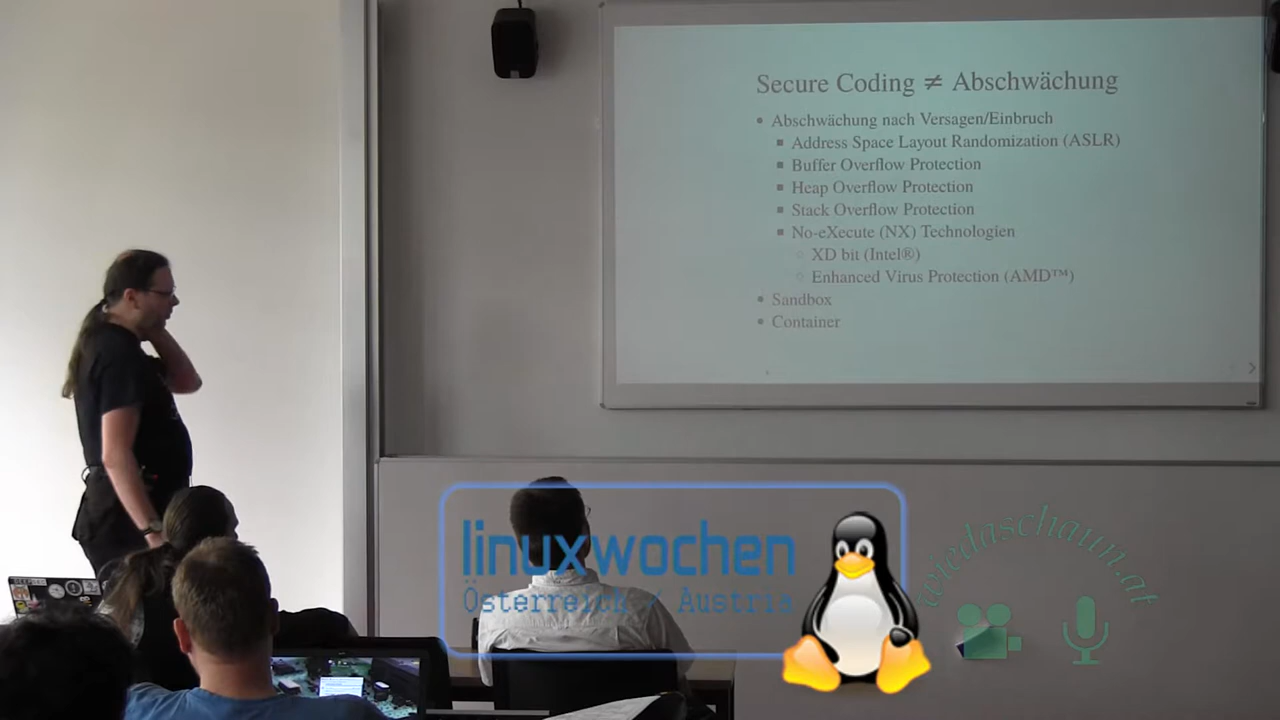 Secure Coding ≠ Abschwächung
• Abschwächung nach Versagen/Einbruch
▪ Address Space Layout Randomization (ASLR)
▪ Buffer Overflow Protection
▪ Heap Overflow Protection
▪ Stack Overflow Protection
▪ No-eXecute (NX) Technologien
◦ XD bit (Intel®)
◦ Enhanced Virus Protection (AMD™)
• Sandbox
• Container
linuxwochen
Österreich / Austria
wiedaschaun.at